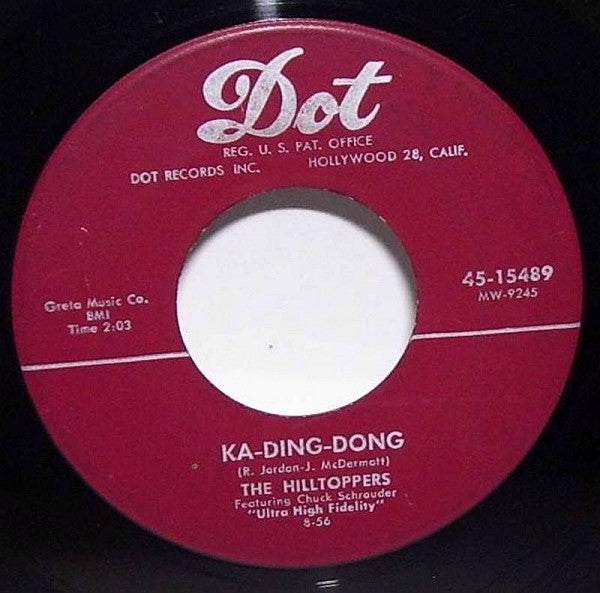 Dot
REG. U. S. PAT. OFFICE
DOT RECORDS INC. HOLLYWOOD 28, CALIF.
45-15489
MW-9245
Greta Music Co.
BMI
Time 2:03
KA-DING-DONG
(R. Jordan-J. McDermott)
THE HILLTOPPERS
Featuring Chuck Schrouder
"Ultra High Fidelity"
8-56